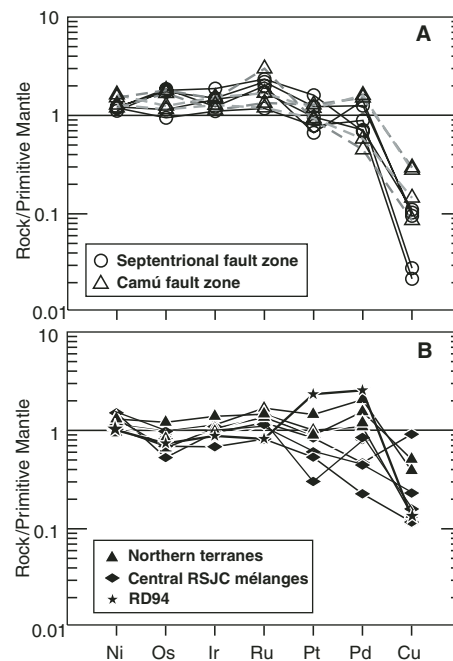 10
A
1
Rock/Primitive Mantle
0.1
Septentrional fault zone
Camú fault zone
0.01
10
B
1
Rock/Primitive Mantle
0.1
Northern terranes
Central RSJC mélanges
RD94
0.01
Ni Os Ir Ru Pt Pd Cu